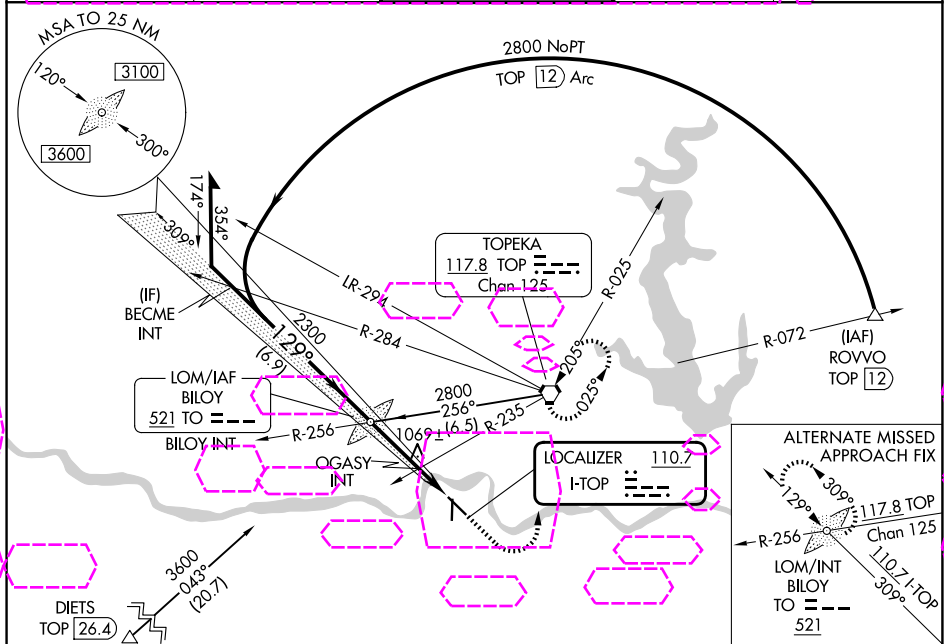 MSA TO 25 NM
120°
3100
3600
300°
2800 NoPT
TOP 12 Arc
174°
354°
309°
(IF)
BECME
INT
LR-294
R-284
2300
129°
(6.9)
TOPEKA
117.8 TOP
Chan 125
R-025
R-072
(IAF)
ROVVO
TOP 12
205°
025°
LOM/IAF
BILOY
521 TO
BILOY INT
2800
256°
(6.5)
R-256
R-235
1069±
OGASY
INT
LOCALIZER 110.7
I-TOP
3600
043°
(20.7)
DIETS
TOP 26.4
ALTERNATE MISSED
APPROACH FIX
129°
309°
117.8 TOP
Chan 125
R-256
110.7 I-TOP
309°
LOM/INT
BILOY
TO
521